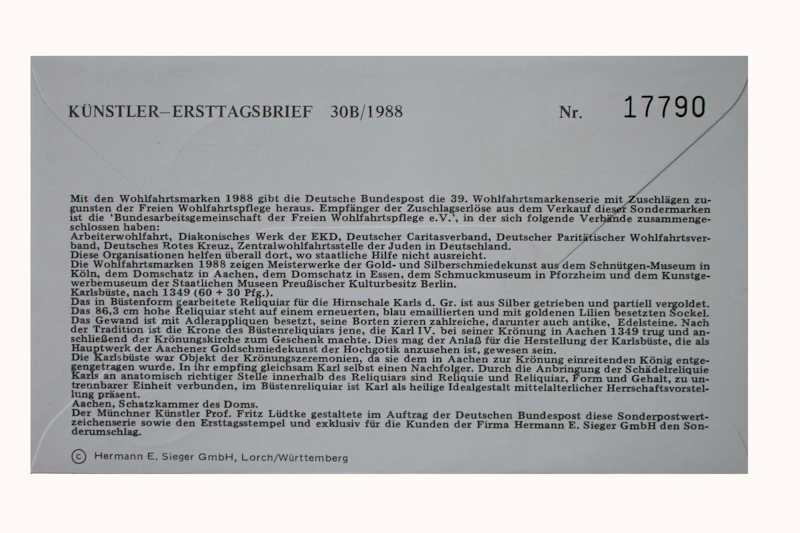 KÜNSTLER–ERSTTAGSBRIEF 30B/1988 Nr. 17790
Mit den Wohlfahrtsmarken 1988 gibt die Deutsche Bundespost die 39. Wohlfahrtsmarkenserie mit Zuschlägen zu-
gunsten der Freien Wohlfahrtspflege heraus. Empfänger der Zuschlagserlöse aus dem Verkauf dieser Sondermarken
ist die 'Bundesarbeitsgemeinschaft der Freien Wohlfahrtspflege e.V.', in der sich folgende Verbände zusammenge-
schlossen haben:
Arbeiterwohlfahrt, Diakonisches Werk der EKD, Deutscher Caritasverband, Deutscher Paritätischer Wohlfahrtsver-
band, Deutsches Rotes Kreuz, Zentralwohlfahrtsstelle der Juden in Deutschland.
Diese Organisationen helfen überall dort, wo staatliche Hilfe nicht ausreicht.
Die Wohlfahrtsmarken 1988 zeigen Meisterwerke der Gold- und Silberschmiedekunst aus dem Schnütgen-Museum in
Köln, dem Domschatz in Aachen, dem Domschatz in Essen, dem Schmuckmuseum in Pforzheim und dem Kunstge-
werbemuseum der Staatlichen Museen Preußischer Kulturbesitz Berlin.
Karlsbüste, nach 1349 (60 + 30 Pfg.).
Das in Büstenform gearbeitete Reliquiar für die Hirnschale Karls d. Gr. ist aus Silber getrieben und partiell vergoldet.
Das 86,3 cm hohe Reliquiar steht auf einem erneuerten, blau emaillierten und mit goldenen Lilien besetzten Sockel.
Das Gewand ist mit Adlerappliquen besetzt, seine Borten zieren zahlreiche, darunter auch antike, Edelsteine. Nach
der Tradition ist die Krone des Büstenreliquiars jene, die Karl IV. bei seiner Krönung in Aachen 1349 trug und an-
schließend der Krönungskirche zum Geschenk machte. Dies mag der Anlaß für die Herstellung der Karlsbüste, die als
Hauptwerk der Aachener Goldschmiedekunst der Hochgotik anzusehen ist, gewesen sein.
Die Karlsbüste war Objekt der Krönungszeremonien, da sie dem in Aachen zur Krönung einreitenden König entge-
gengetragen wurde. In ihr empfing gleichsam Karl selbst einen Nachfolger. Durch die Anbringung der Schädelreliquie
Karls an anatomisch richtiger Stelle innerhalb des Reliquiars sind Reliquie und Reliquiar, Form und Gehalt, zu un-
trennbarer Einheit verbunden, im Büstenreliquiar ist Karl als heilige Idealgestalt mittelalterlicher Herrschaftsvorstel-
lung präsent.
Aachen, Schatzkammer des Doms.
Der Münchner Künstler Prof. Fritz Lüdtke gestaltete im Auftrag der Deutschen Bundespost diese Sonderpostwert-
zeichenserie sowie den Ersttagsstempel und exklusiv für die Kunden der Firma Hermann E. Sieger GmbH den Son-
derumschlag.
© Hermann E. Sieger GmbH, Lorch/Württemberg